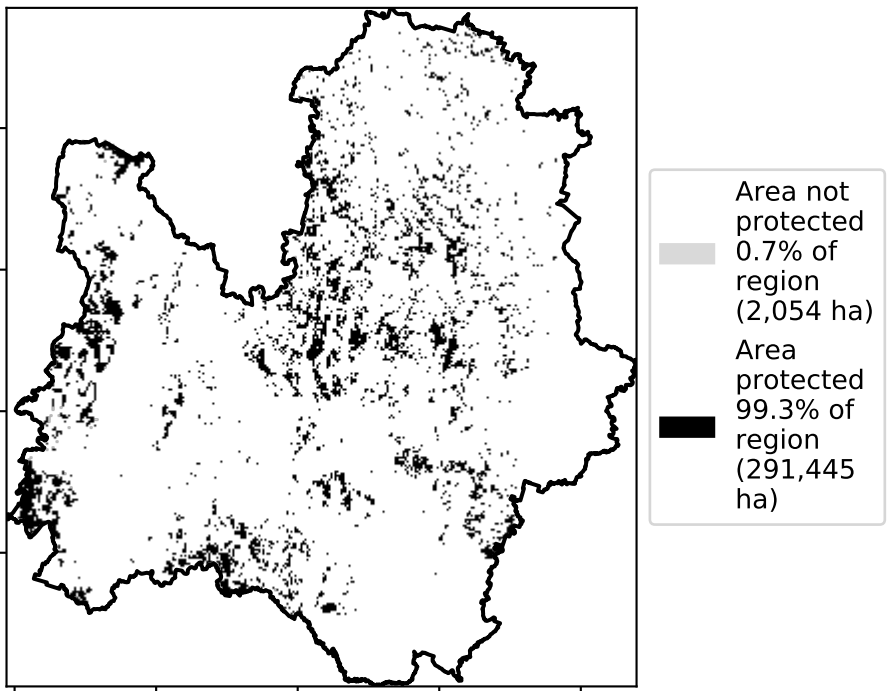 Area not
protected
0.7% of
region
(2,054 ha)
Area
protected
99.3% of
region
(291,445
ha)